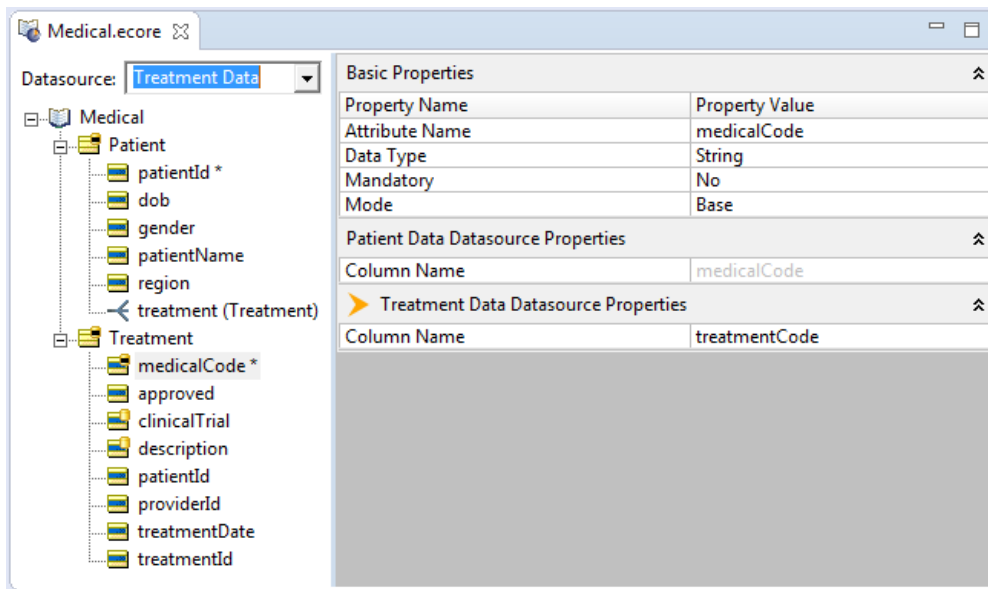 Medical.ecore
Datasource: Treatment Data
Medical
Patient
patientId *
dob
gender
patientName
region
treatment (Treatment)
Treatment
medicalCode *
approved
clinicalTrial
description
patientId
providerId
treatmentDate
treatmentId
Basic Properties
Property Name Property Value
Attribute Name medicalCode
Data Type String
Mandatory No
Mode Base
Patient Data Datasource Properties
Column Name medicalCode
Treatment Data Datasource Properties
Column Name treatmentCode